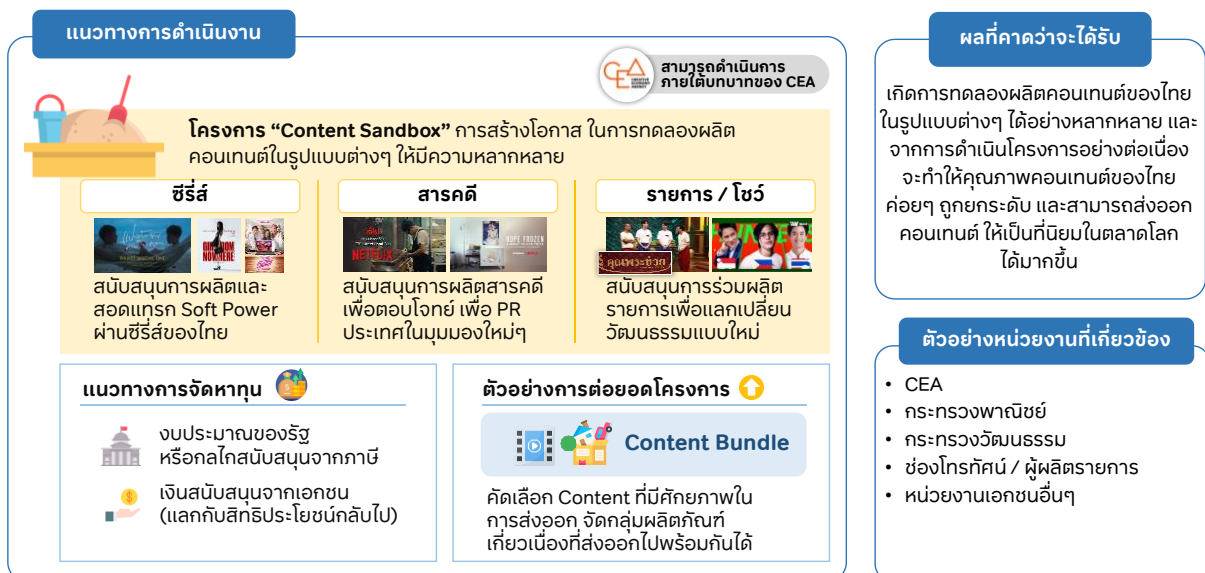 แนวทางการดำเนินงาน
CEA
CREATIVE
ECONOMY
AGENCY
สามารถดำเนินการ
ภายใต้บทบาทของ CEA
โครงการ “Content Sandbox” การสร้างโอกาส ในการทดลองผลิต
คอนเทนต์ในรูปแบบต่างๆ ให้มีความหลากหลาย
ซีรี่ส์
GIRL FROM
NOWHERE
สนับสนุนการผลิตและ
สอดแทรก Soft Power
ผ่านซีรี่ส์ของไทย
สารคดี
NETFLIX
HOPE FROZEN
สนับสนุนการผลิตสารคดี
เพื่อตอบโจทย์ เพื่อ PR
ประเทศในมุมมองใหม่ๆ
รายการ / โชว์
คุณพระช่วย
สนับสนุนการร่วมผลิต
รายการเพื่อแลกเปลี่ยน
วัฒนธรรมแบบใหม่
แนวทางการจัดหาทุน
งบประมาณของรัฐ
หรือกลไกสนับสนุนจากภาษี
เงินสนับสนุนจากเอกชน
(แลกกับสิทธิประโยชน์กลับไป)
ตัวอย่างการต่อยอดโครงการ
Content Bundle
คัดเลือก Content ที่มีศักยภาพใน
การส่งออก จัดกลุ่มผลิตภัณฑ์
เกี่ยวเนื่องที่ส่งออกไปพร้อมกันได้
ผลที่คาดว่าจะได้รับ
เกิดการทดลองผลิตคอนเทนต์ของไทย
ในรูปแบบต่างๆ ได้อย่างหลากหลาย และ
จากการดำเนินโครงการอย่างต่อเนื่อง
จะทำให้คุณภาพคอนเทนต์ของไทย
ค่อยๆ ถูกยกระดับ และสามารถส่งออก
คอนเทนต์ ให้เป็นที่นิยมในตลาดโลก
ได้มากขึ้น
ตัวอย่างหน่วยงานที่เกี่ยวข้อง
• CEA
• กระทรวงพาณิชย์
• กระทรวงวัฒนธรรม
• ช่องโทรทัศน์ / ผู้ผลิตรายการ
• หน่วยงานเอกชนอื่นๆ